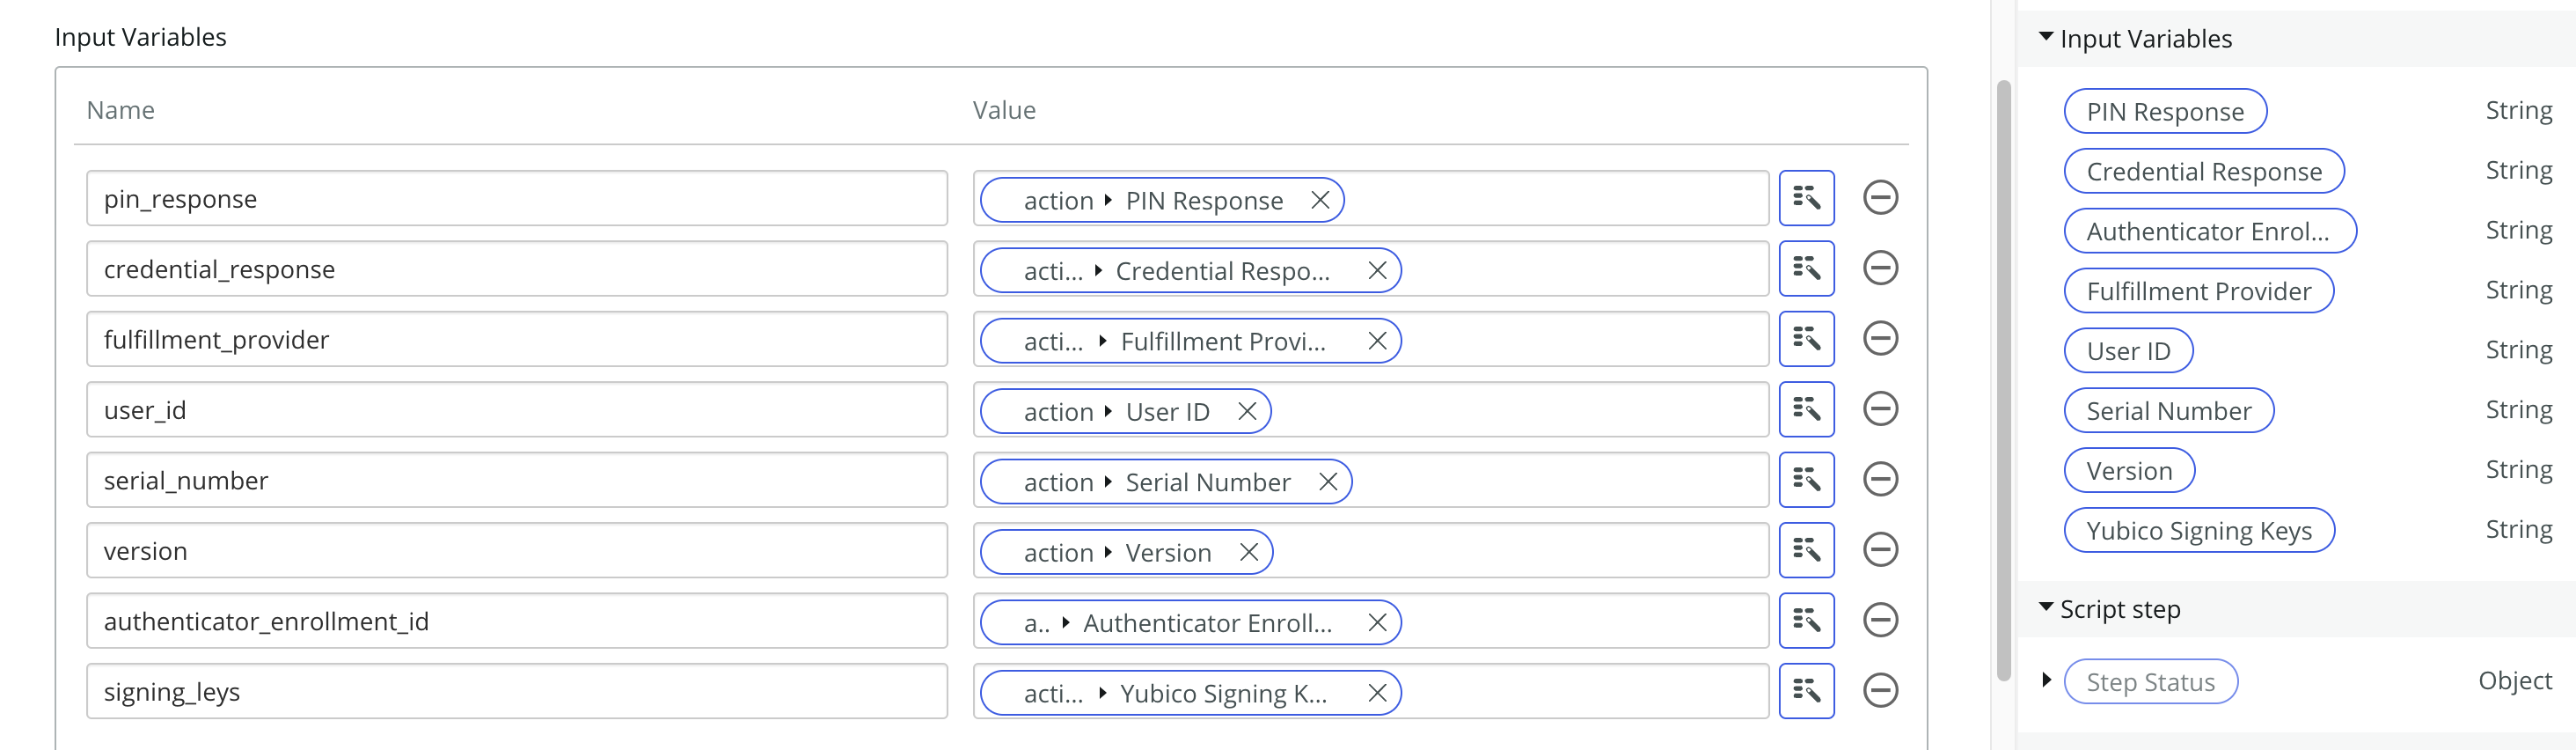 Input Variables
Name Value
pin_response action PIN Response
credential_response acti... Credential Respo...
fulfillment_provider acti... Fulfillment Provi...
user_id action User ID
serial_number action Serial Number
version action Version
authenticator_enrollment_id a.. Authenticator Enroll...
signing_leys acti... Yubico Signing K...
Input Variables
PIN Response String
Credential Response String
Authenticator Enrol... String
Fulfillment Provider String
User ID String
Serial Number String
Version String
Yubico Signing Keys String
Script step
Step Status Object